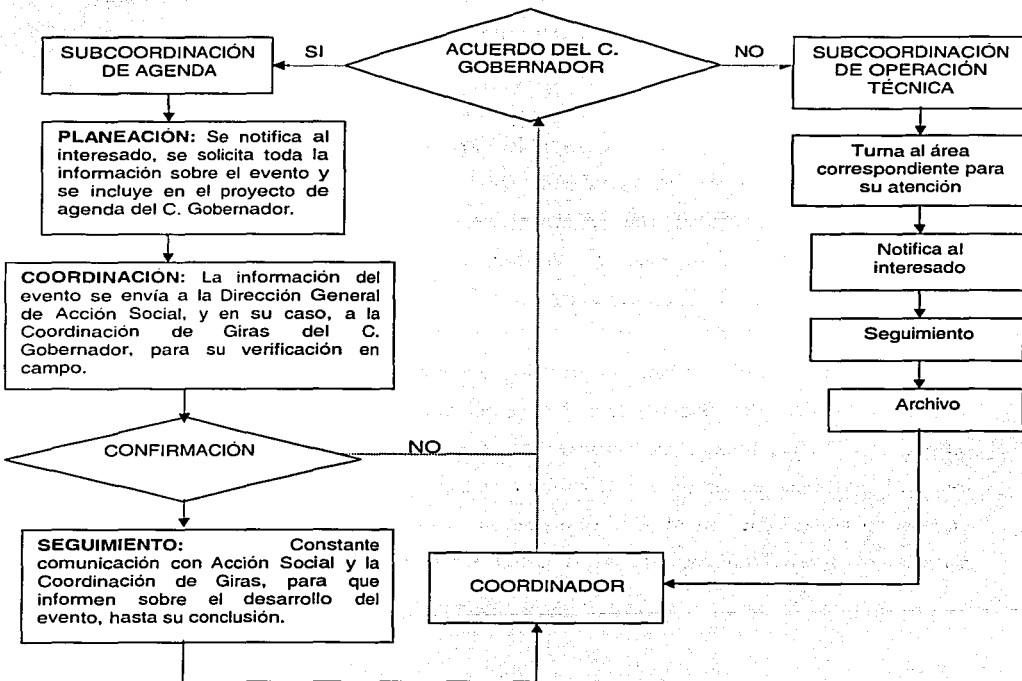 SUBCOORDINACIÓN
DE AGENDA
SI
ACUERDO DEL C.
GOBERNADOR
NO
SUBCOORDINACIÓN
DE OPERACIÓN
TÉCNICA
PLANEACIÓN: Se notifica al
interesado, se solicita toda la
información sobre el evento y
se incluye en el proyecto de
agenda del C. Gobernador.
Turna al área
correspondiente para
su atención
Notifica al
interesado
COORDINACIÓN: La información del
evento se envía a la Dirección General
de Acción Social, y en su caso, a la
Coordinación de Giras del C.
Gobernador, para su verificación en
campo.
Seguimiento
Archivo
CONFIRMACIÓN
NO
SEGUIMIENTO: Constante
comunicación con Acción Social y la
Coordinación de Giras, para que
informen sobre el desarrollo del
evento, hasta su conclusión.
COORDINADOR